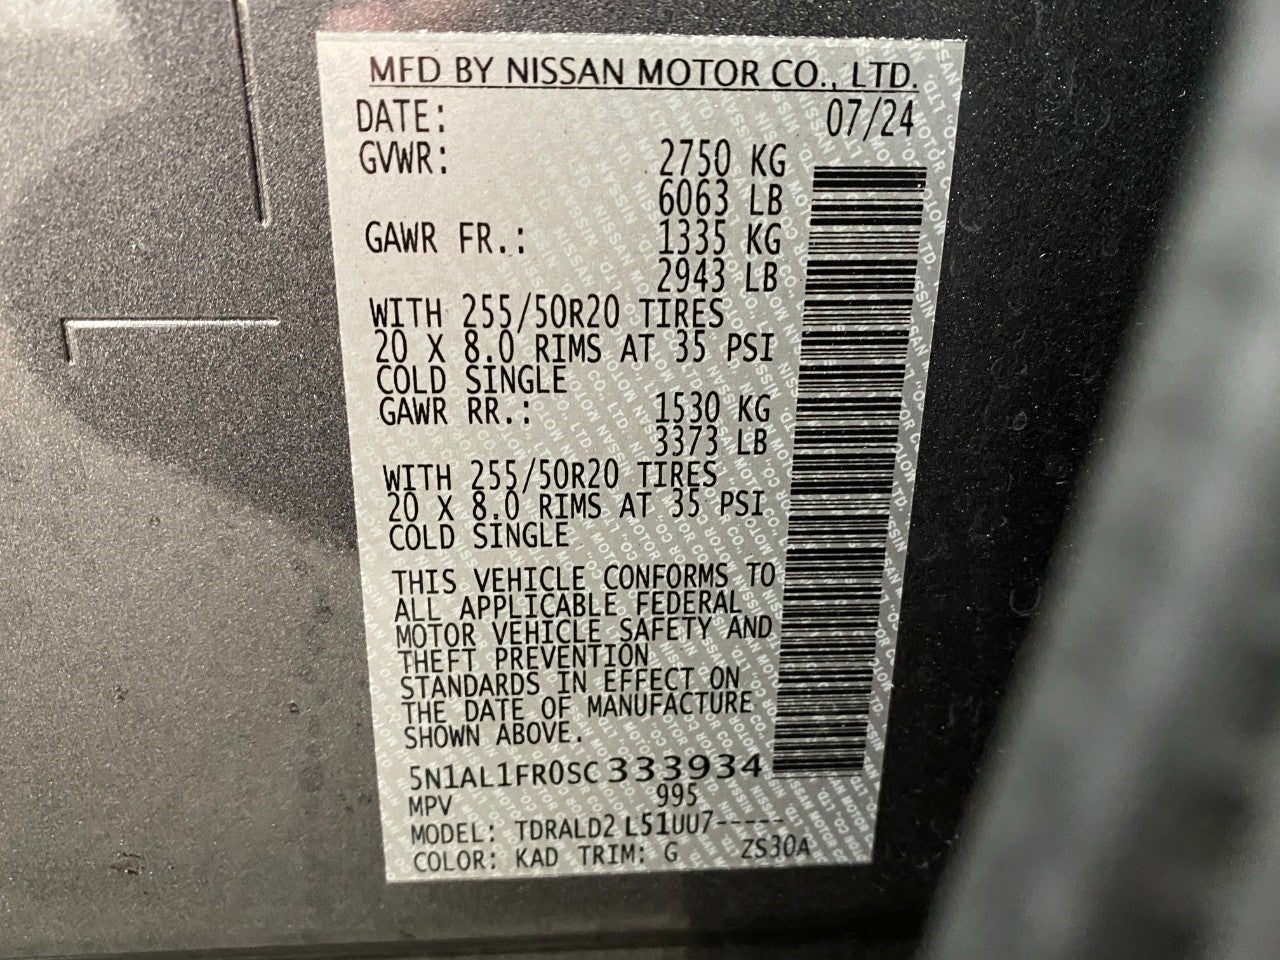 MFD BY NISSAN MOTOR CO., LTD.
DATE: 07/24
GVWR: 2750 KG
6063 LB
GAWR FR.: 1335 KG
2943 LB
WITH 255/50R20 TIRES
20 X 8.0 RIMS AT 35 PSI
COLD SINGLE
GAWR RR.: 1530 KG
3373 LB
WITH 255/50R20 TIRES
20 X 8.0 RIMS AT 35 PSI
COLD SINGLE
THIS VEHICLE CONFORMS TO
ALL APPLICABLE FEDERAL
MOTOR VEHICLE SAFETY AND
THEFT PREVENTION
STANDARDS IN EFFECT ON
THE DATE OF MANUFACTURE
SHOWN ABOVE.
5N1AL1FR0SC333934
MPV 995
MODEL: TDRALD2 L51UU7-----
COLOR: KAD TRIM: G ZS30A